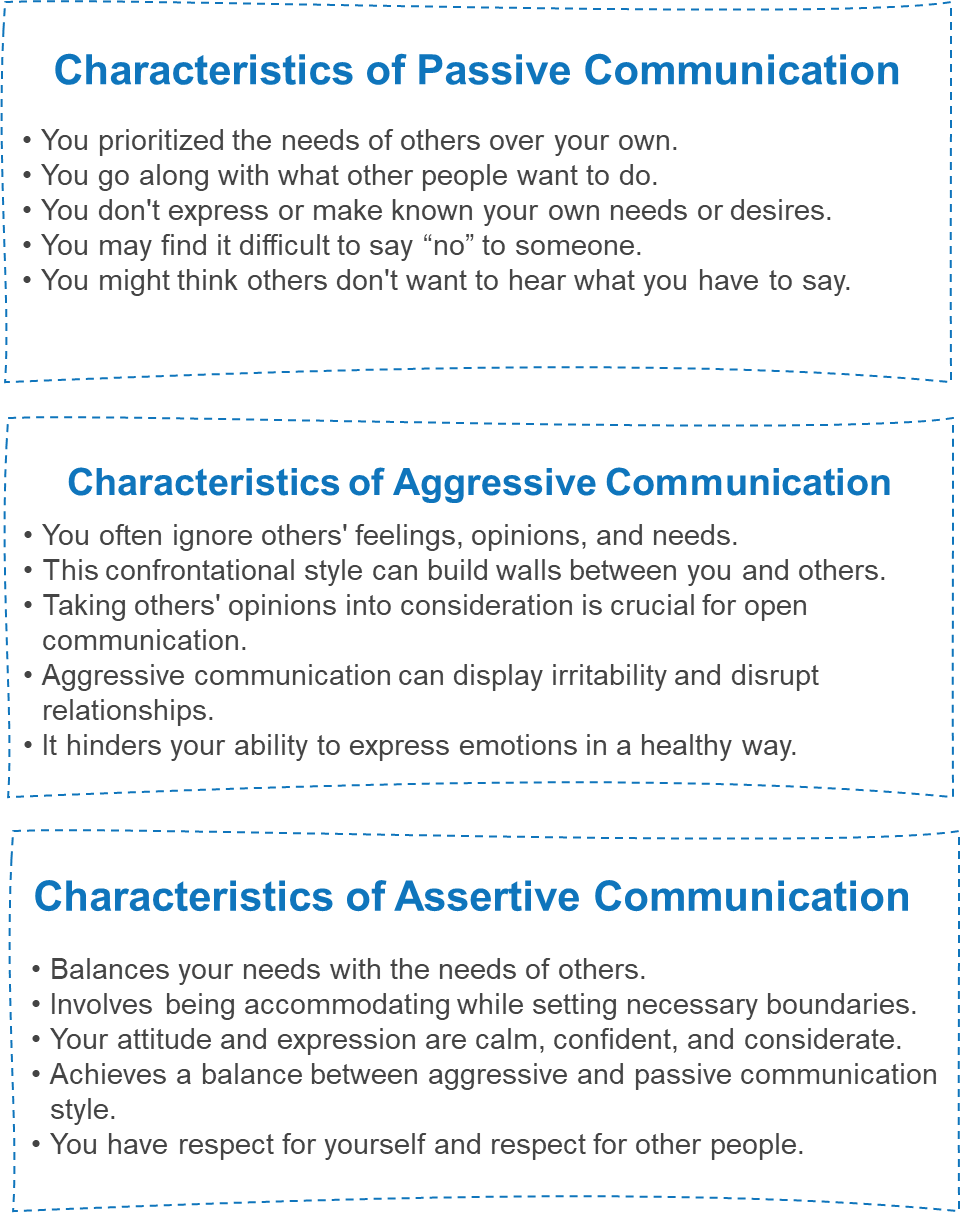 Characteristics of Passive Communication
• You prioritized the needs of others over your own.
• You go along with what other people want to do.
• You don't express or make known your own needs or desires.
• You may find it difficult to say “no” to someone.
• You might think others don't want to hear what you have to say.
Characteristics of Aggressive Communication
• You often ignore others' feelings, opinions, and needs.
• This confrontational style can build walls between you and others.
• Taking others' opinions into consideration is crucial for open
communication.
• Aggressive communication can display irritability and disrupt
relationships.
• It hinders your ability to express emotions in a healthy way.
Characteristics of Assertive Communication
• Balances your needs with the needs of others.
• Involves being accommodating while setting necessary boundaries.
• Your attitude and expression are calm, confident, and considerate.
• Achieves a balance between aggressive and passive communication
style.
• You have respect for yourself and respect for other people.